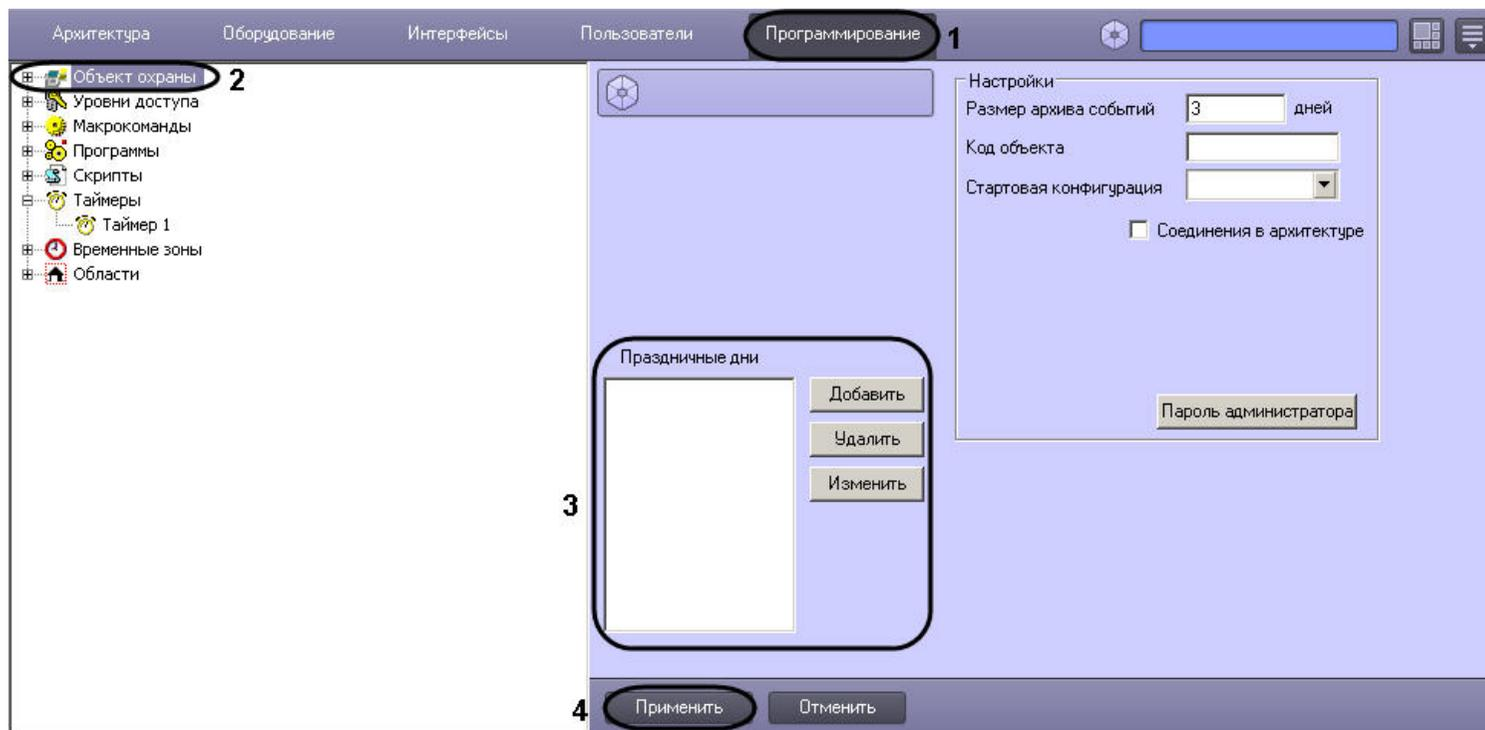 Архитектура Оборудование Интерфейсы Пользователи Программирование 1
Объект охраны 2
Уровни доступа
Макрокоманды
Программы
Скрипты
Таймеры
Таймер 1
Временные зоны
Области
Настройки
Размер архива событий 3 дней
Код объекта
Стартовая конфигурация
Соединения в архитектуре
Пароль администратора
Праздничные дни
Добавить
Удалить
Изменить
3
4 Применить Отменить